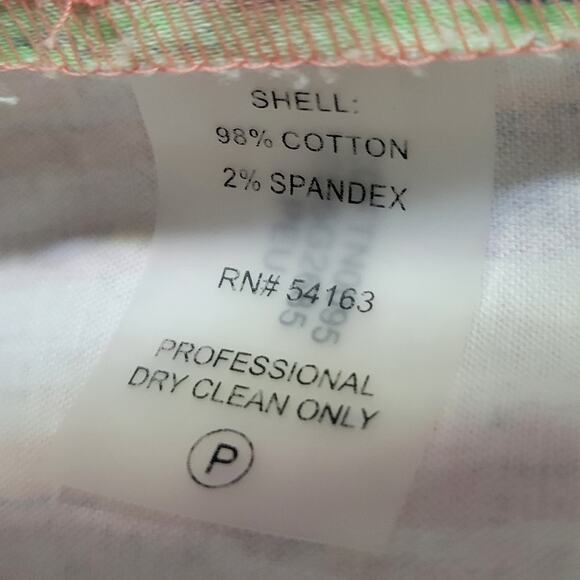 SHELL:
98% COTTON
2% SPANDEX
RN# 54163
PROFESSIONAL
DRY CLEAN ONLY
P